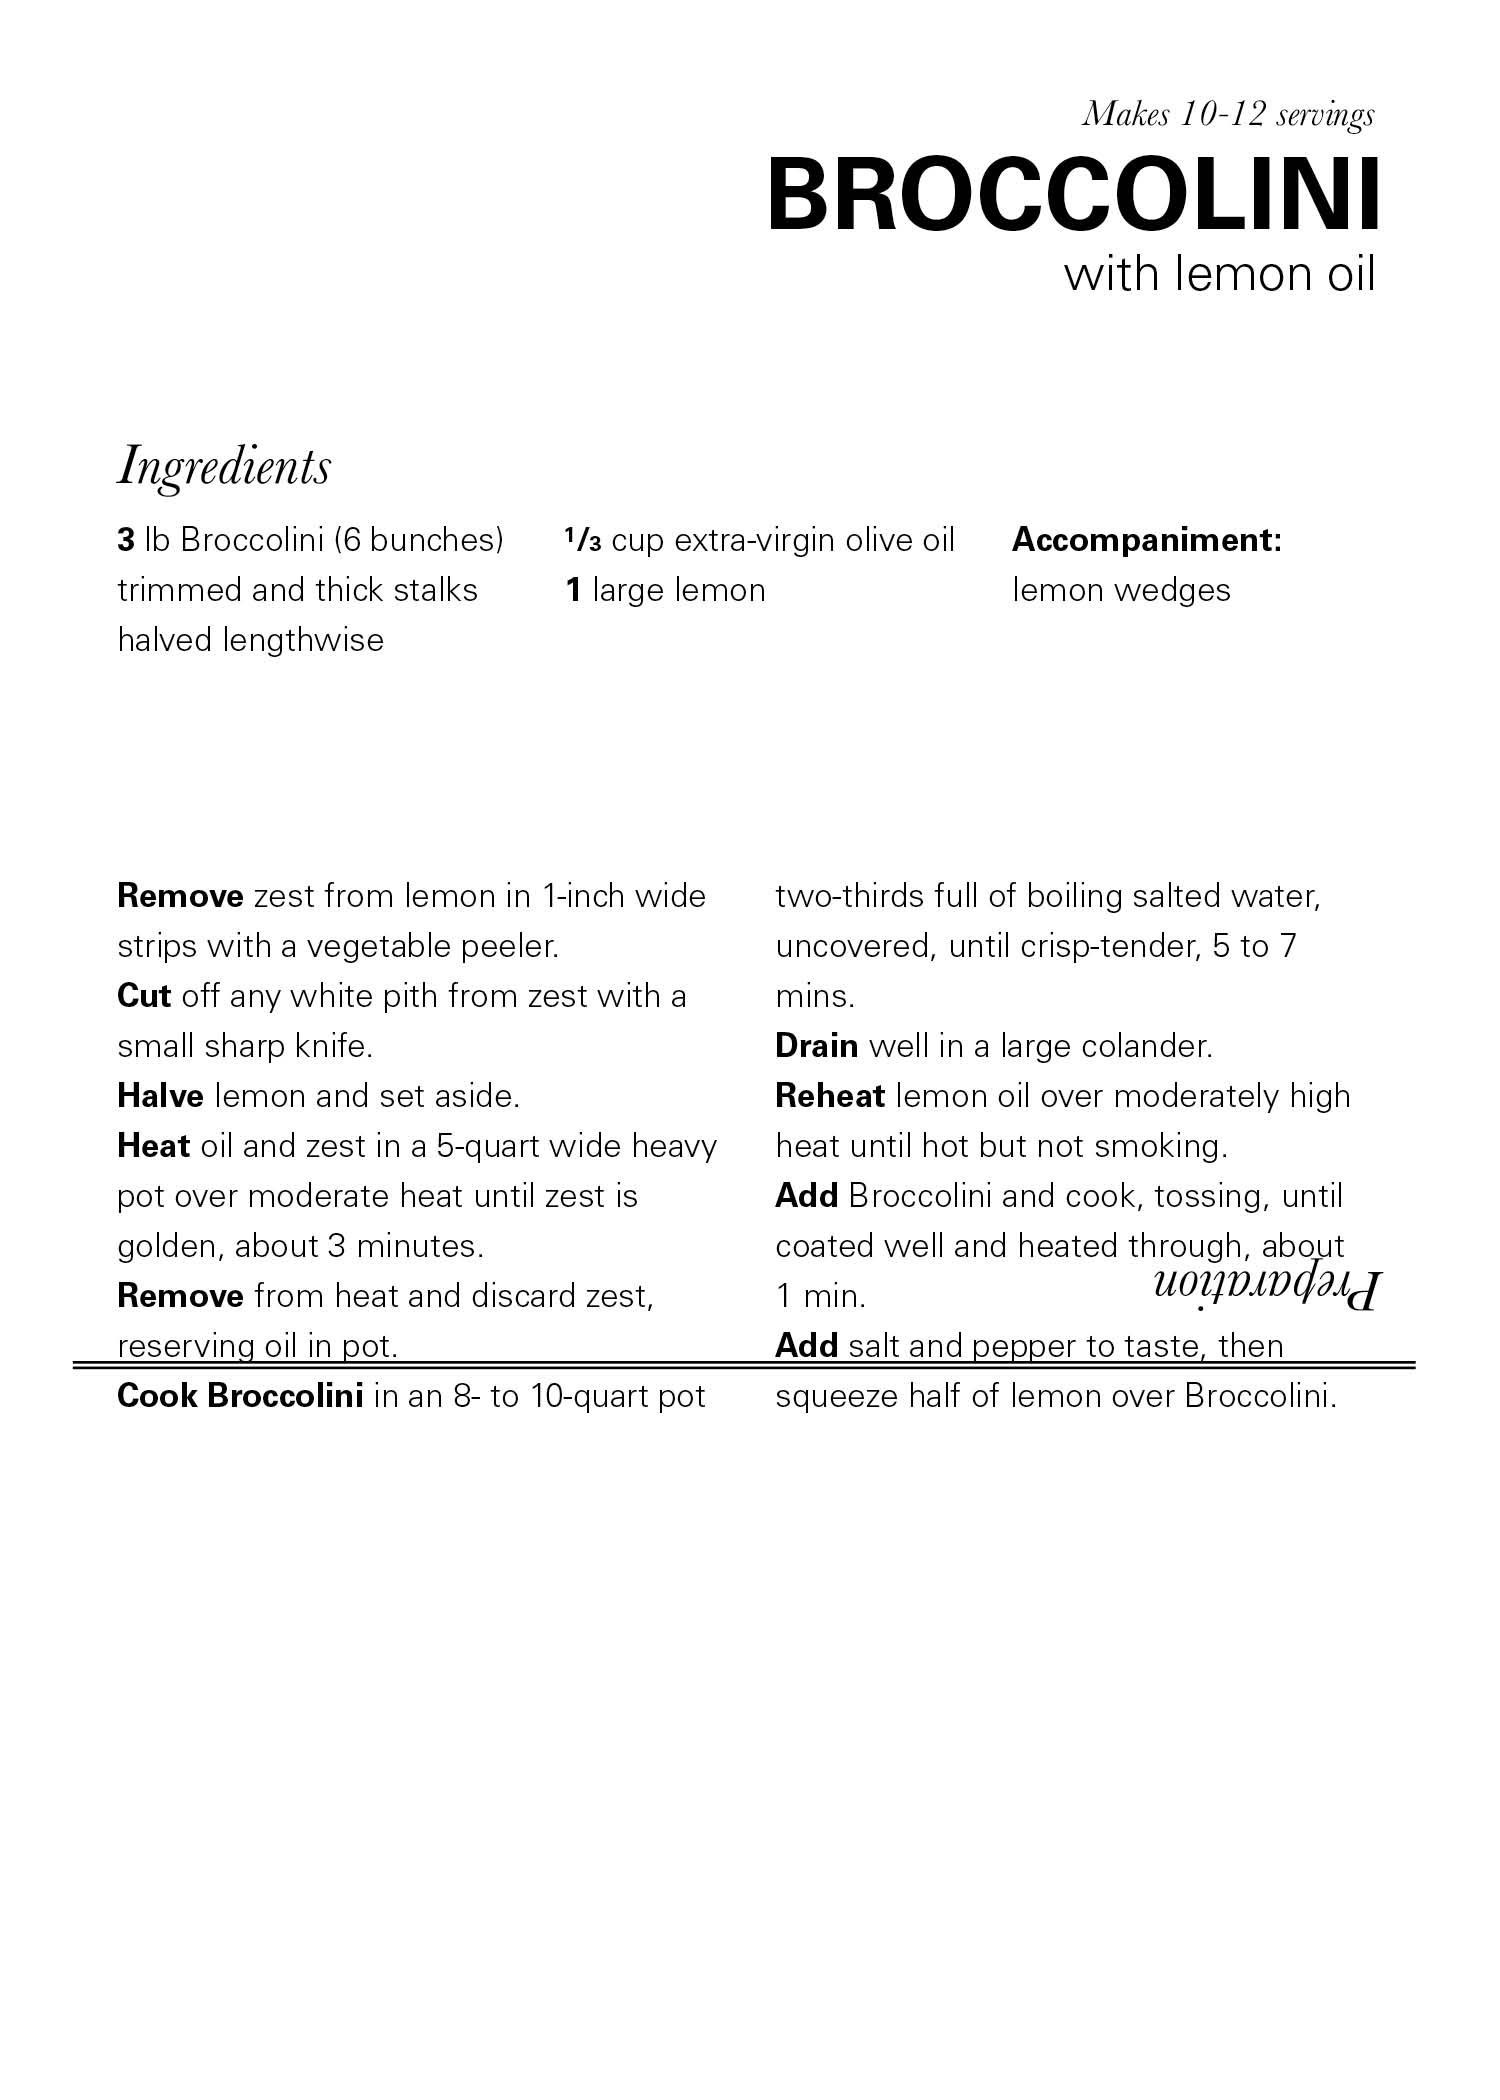 Makes 10-12 servings
BROCCOLINI
with lemon oil
Ingredients
3 lb Broccolini (6 bunches)
trimmed and thick stalks
halved lengthwise
1/3 cup extra-virgin olive oil
1 large lemon
Accompaniment:
lemon wedges
Preparation
Remove zest from lemon in 1-inch wide
strips with a vegetable peeler.
Cut off any white pith from zest with a
small sharp knife.
Halve lemon and set aside.
Heat oil and zest in a 5-quart wide heavy
pot over moderate heat until zest is
golden, about 3 minutes.
Remove from heat and discard zest,
reserving oil in pot.
Cook Broccolini in an 8- to 10-quart pot
two-thirds full of boiling salted water,
uncovered, until crisp-tender, 5 to 7
mins.
Drain well in a large colander.
Reheat lemon oil over moderately high
heat until hot but not smoking.
Add Broccolini and cook, tossing, until
coated well and heated through, about
1 min.
Add salt and pepper to taste, then
squeeze half of lemon over Broccolini.